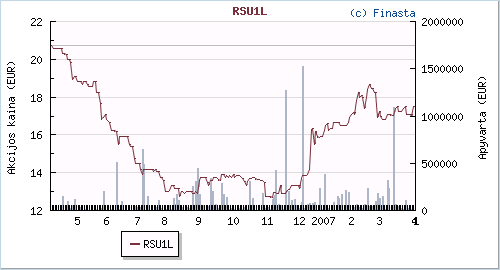 RSU1L
(c) Finasta
Akcijos kaina (EUR)
22
20
18
16
14
12
2000000
1500000
1000000
500000
0
Apyvarta (EUR)
5 6 7 8 9 10 11 12 2007 2 3 4
RSU1L